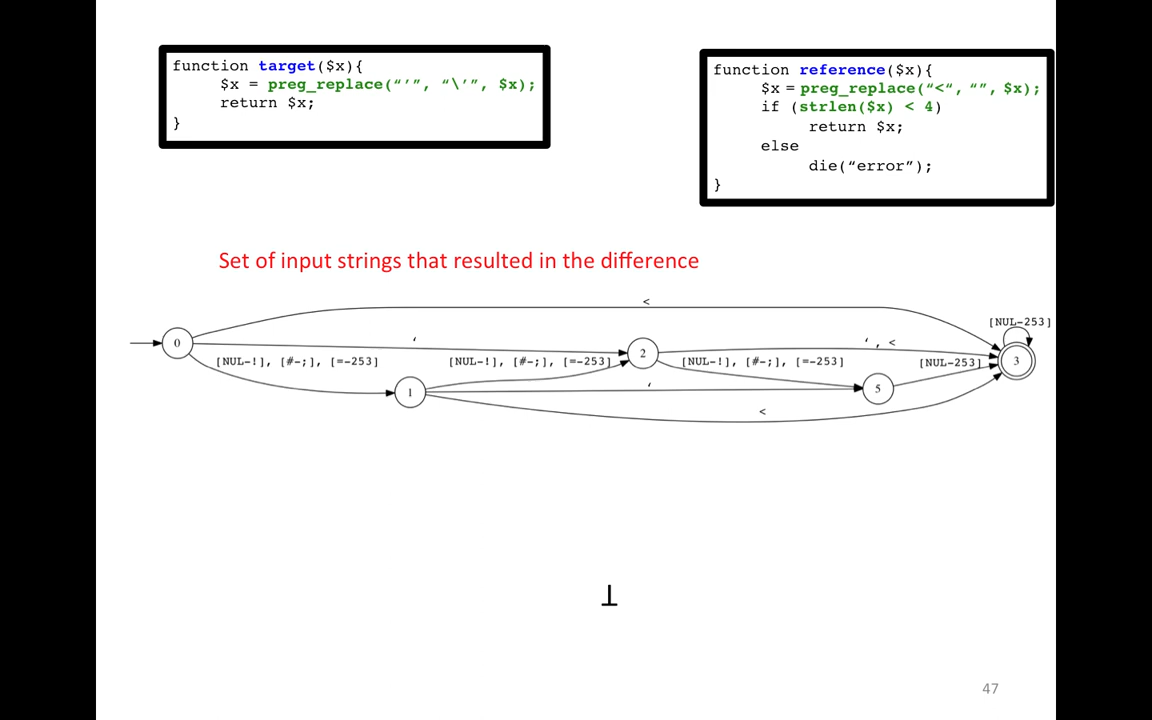 function target($x){
$x = preg_replace(“’”, “\’”, $x);
return $x;
}
function reference($x){
$x = preg_replace(“<“, “”, $x);
if (strlen($x) < 4)
return $x;
else
die(“error”);
}
Set of input strings that resulted in the difference
<
[NUL-253]
0
‘
[NUL-!], [#-;], [=-253]
[NUL-!], [#-;], [=-253]
2
‘ , <
[NUL-!], [#-;], [=-253]
[NUL-253]
3
1
‘
5
<
⊥
47